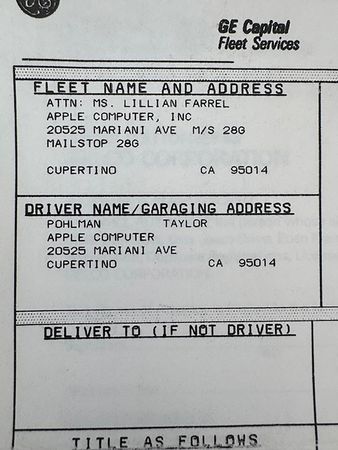 GE Capital
Fleet Services
FLEET NAME AND ADDRESS
ATTN: MS. LILLIAN FARREL
APPLE COMPUTER, INC
20525 MARIANI AVE M/S 28G
MAILSTOP 28G
CUPERTINO CA 95014
DRIVER NAME/GARAGING ADDRESS
POHLMAN TAYLOR
APPLE COMPUTER
20525 MARIANI AVE
CUPERTINO CA 95014
DELIVER TO (IF NOT DRIVER)
TITLE AS FOLLOWS